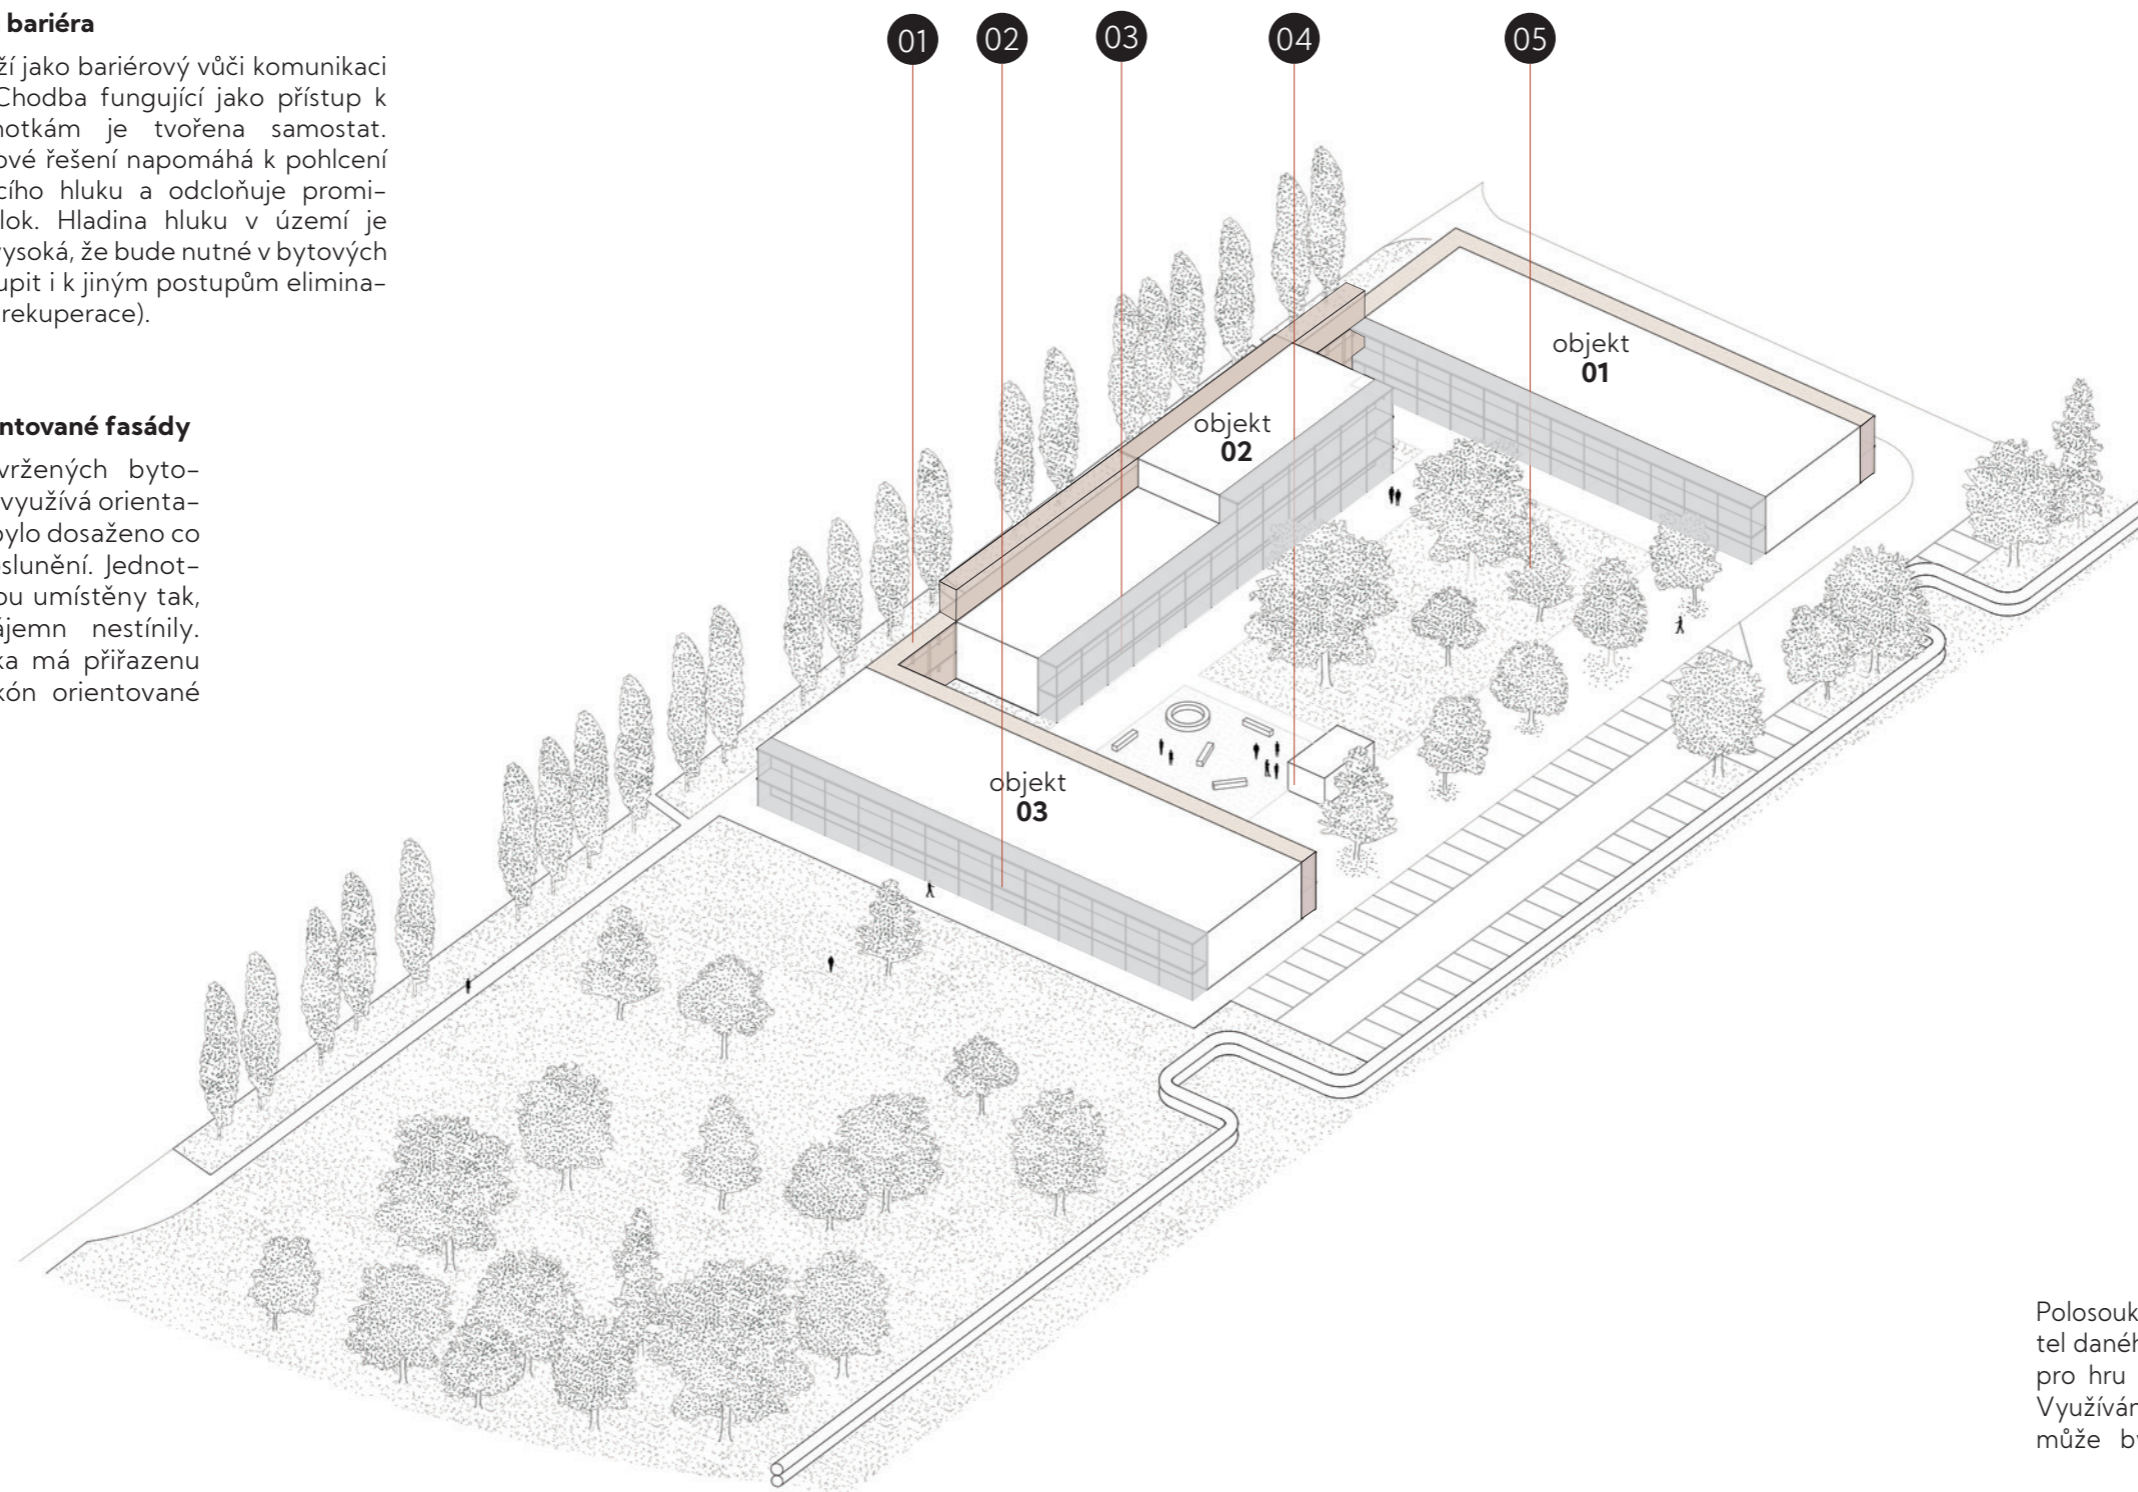 bariéra
ží jako bariérový vůči komunikaci
Chodba fungující jako přístup k
notkám je tvořena samostat.
ové řešení napomáhá k pohlcení
cího hluku a odcloňuje promi-
lok. Hladina hluku v území je
vysoká, že bude nutné v bytových
upit i k jiným postupům elimina-
rekuperace).
ntované fasády
vržených byto-
využívá orienta-
bylo dosaženo co
slunění. Jednot-
ou umístěny tak,
ájemn nestínily.
ka má přiřazenu
kón orientované
01 02 03 04 05
objekt
01
objekt
02
objekt
03
Polosouk
tel daném
pro hru
Využíván
může by